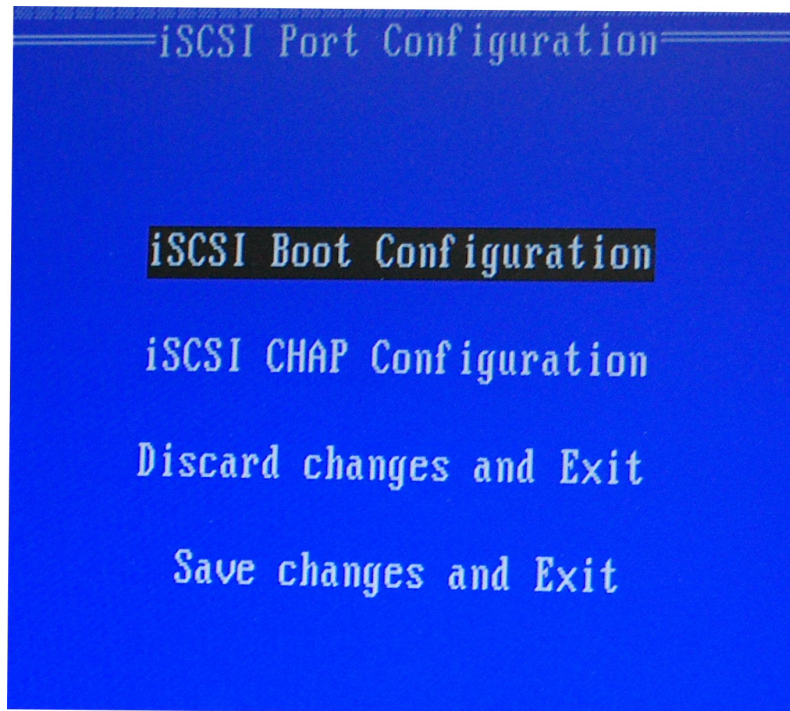 iSCSI Port Configuration
iSCSI Boot Configuration
iSCSI CHAP Configuration
Discard changes and Exit
Save changes and Exit